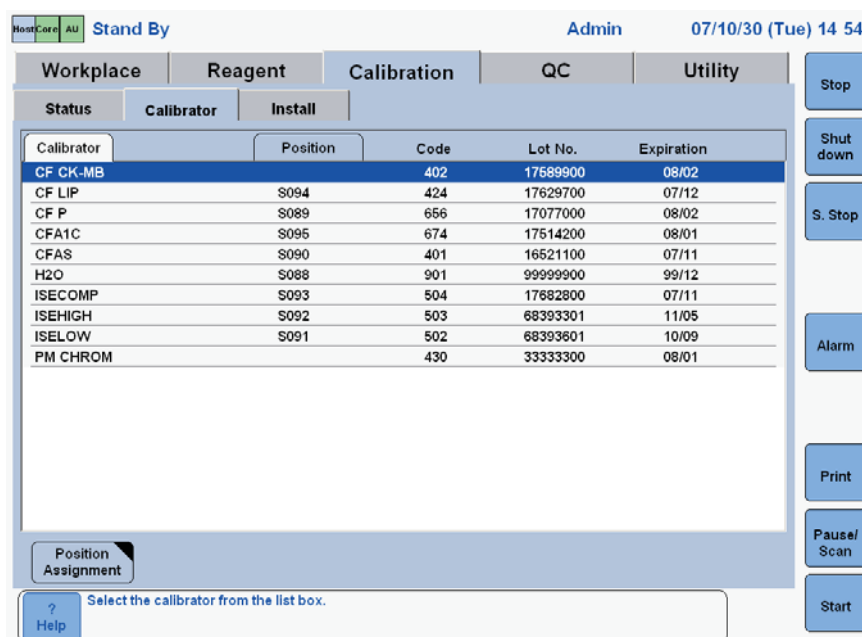 Host Core AU Stand By Admin 07/10/30 (Tue) 14 54
Workplace Reagent Calibration QC Utility
Stop
Status Calibrator Install
Shut down
Calibrator Position Code Lot No. Expiration
CF CK-MB 402 17589900 08/02
CF LIP S094 424 17629700 07/12
S. Stop
CF P S089 656 17077000 08/02
CFA1C S095 674 17514200 08/01
CFAS S090 401 16521100 07/11
H2O S088 901 99999900 99/12
ISECOMP S093 504 17682800 07/11
ISEHIGH S092 503 68393301 11/05
ISELOW S091 502 68393601 10/09
Alarm
PM CHROM 430 33333300 08/01
Print
Pause/
Scan
Position
Assignment
Select the calibrator from the list box.
?
Help
Start